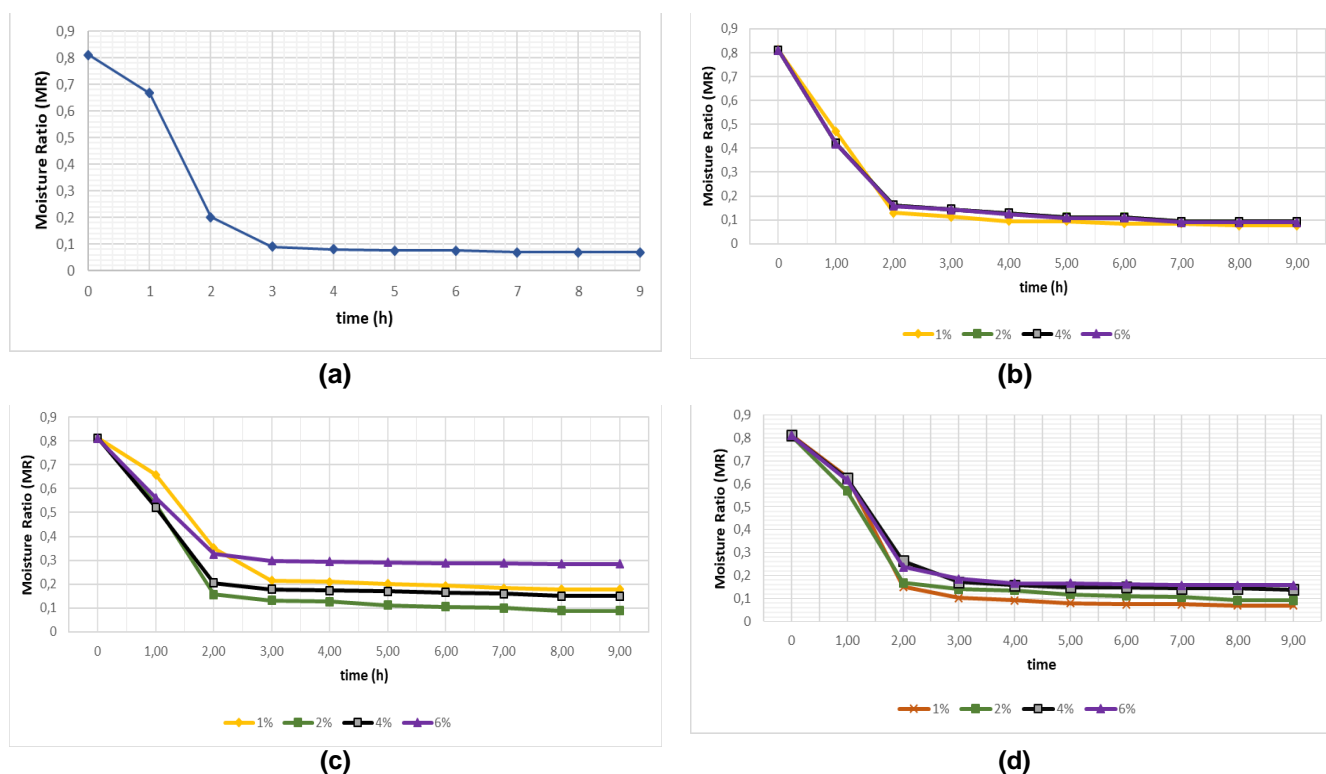 Moisture Ratio (MR)
0,9
0,8
0,7
0,6
0,5
0,4
0,3
0,2
0,1
0
0 1 2 3 4 5 6 7 8 9
time (h)
(a)
Moisture Ratio (MR)
0,9
0,8
0,7
0,6
0,5
0,4
0,3
0,2
0,1
0
0 1,00 2,00 3,00 4,00 5,00 6,00 7,00 8,00 9,00
time (h)
1% 2% 4% 6%
(b)
Moisture Ratio (MR)
0,9
0,8
0,7
0,6
0,5
0,4
0,3
0,2
0,1
0
0 1,00 2,00 3,00 4,00 5,00 6,00 7,00 8,00 9,00
time (h)
1% 2% 4% 6%
(c)
Moisture Ratio (MR)
0,9
0,8
0,7
0,6
0,5
0,4
0,3
0,2
0,1
0
0 1,00 2,00 3,00 4,00 5,00 6,00 7,00 8,00 9,00
time
1% 2% 4% 6%
(d)